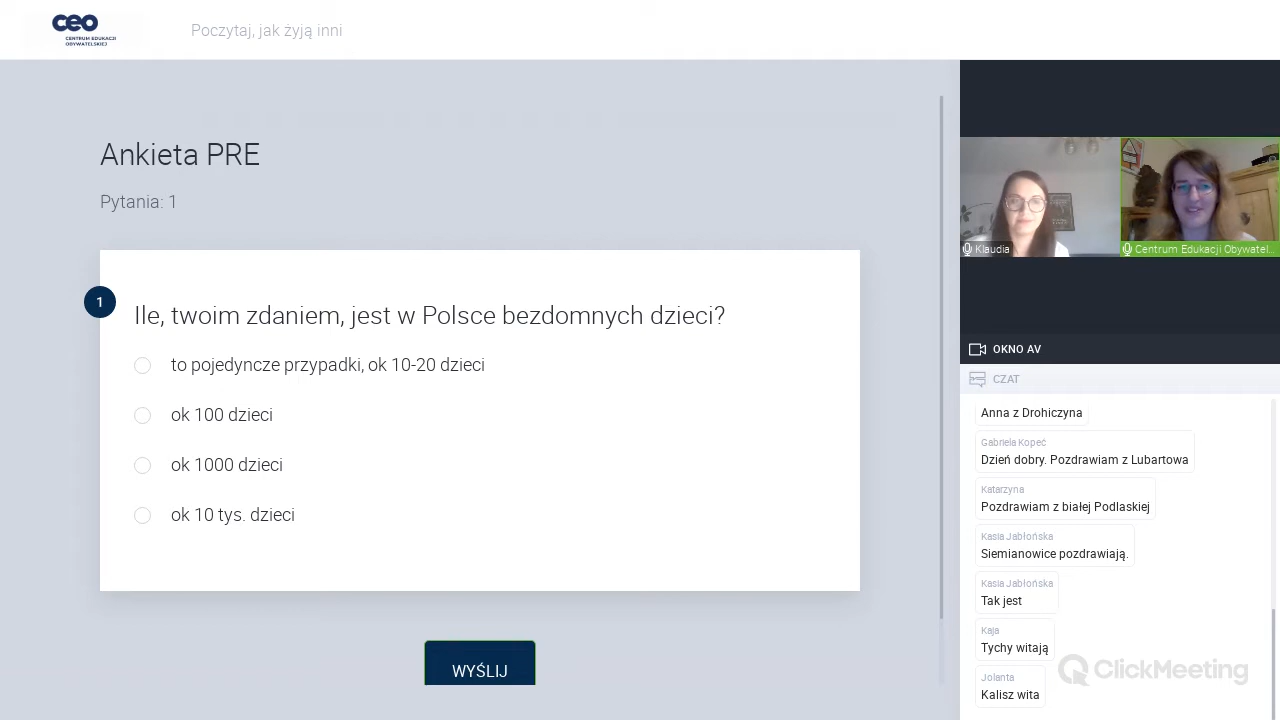 ceo
CENTRUM EDUKACJI
OBYWATELSKIEJ
Poczytaj, jak żyją inni
Ankieta PRE
Pytania: 1
1
Ile, twoim zdaniem, jest w Polsce bezdomnych dzieci?
to pojedyncze przypadki, ok 10-20 dzieci
ok 100 dzieci
ok 1000 dzieci
ok 10 tys. dzieci
WYŚLIJ
Klaudia
Centrum Edukacji Obywatel...
OKNO AV
CZAT
Anna z Drohiczyna
Gabriela Kopeć
Dzień dobry. Pozdrawiam z Lubartowa
Katarzyna
Pozdrawiam z białej Podlaskiej
Kasia Jabłońska
Siemianowice pozdrawiają.
Kasia Jabłońska
Tak jest
Kaja
Tychy witają
Jolanta
Kalisz wita
ClickMeeting